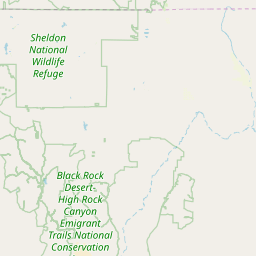 Sheldon
National
Wildlife
Refuge
Black Rock
Desert-
High Rock
Canyon
Emigrant
Trails National
Conservation